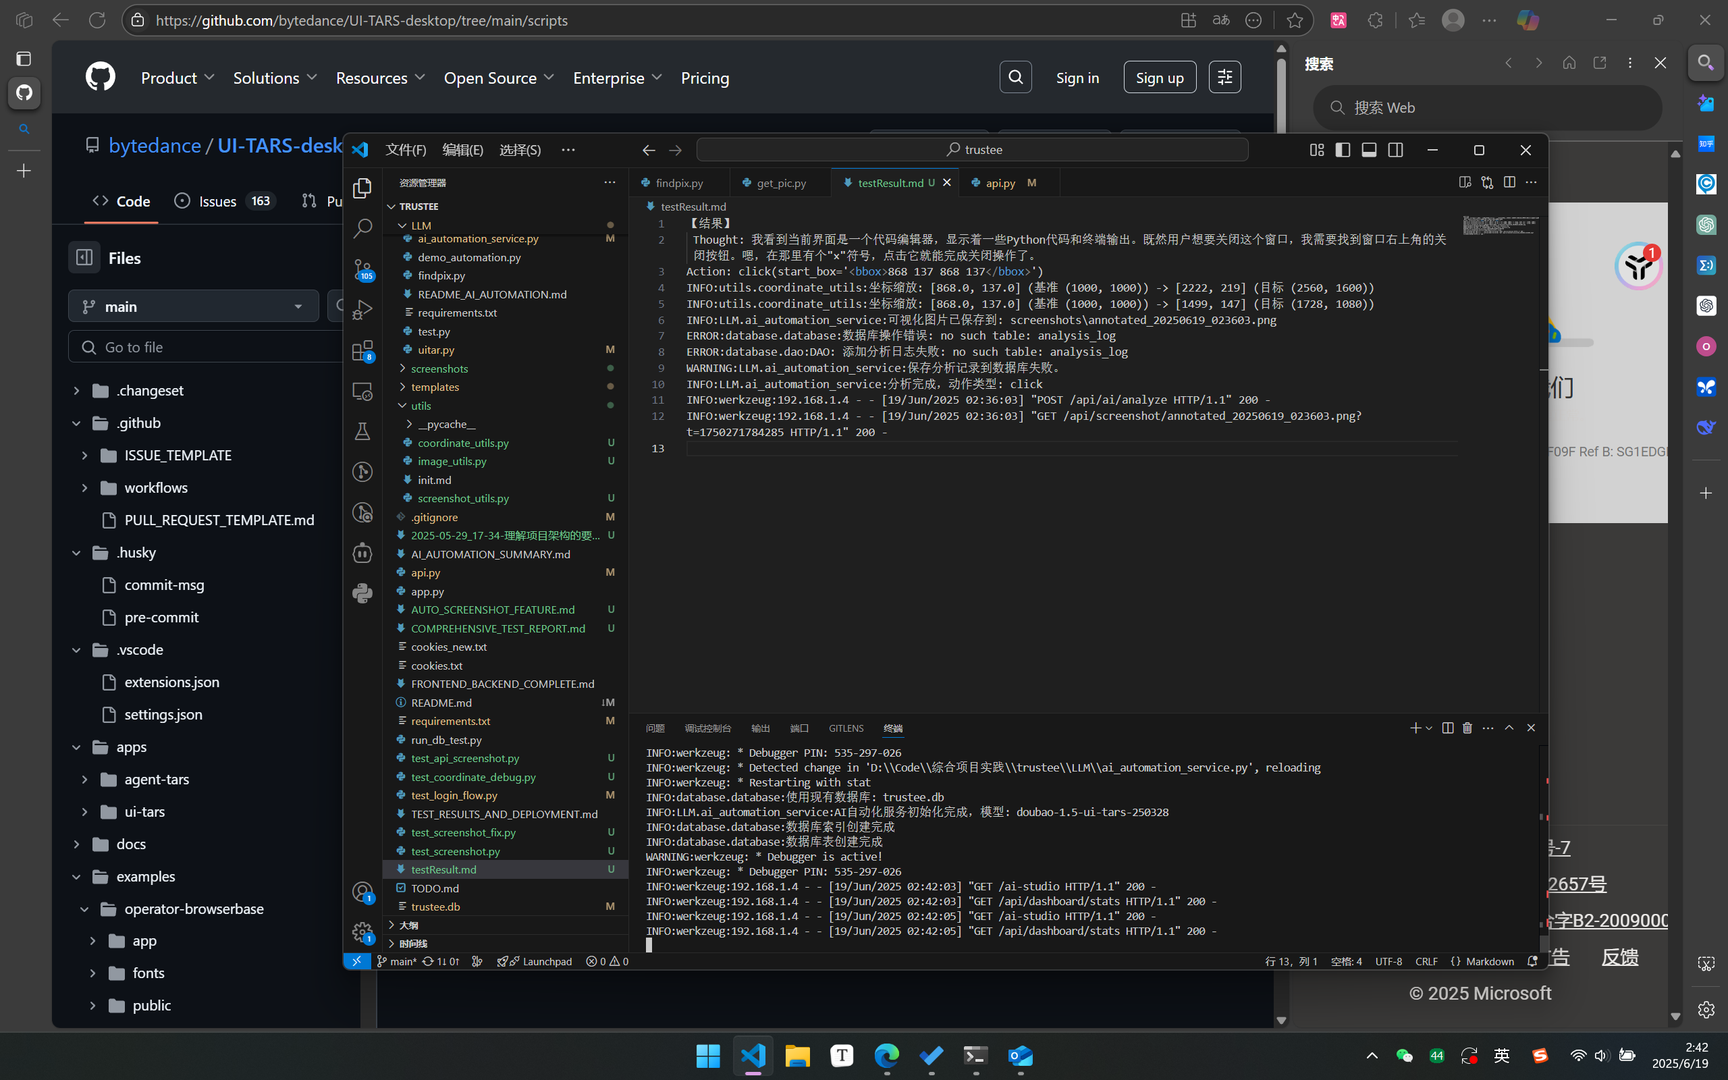 https://github.com/bytedance/UI-TARS-desktop/tree/main/scripts
Product
Solutions
Resources
Open Source
Enterprise
Pricing
Sign in
Sign up
bytedance / UI-TARS-desk
Code
Issues 163
Pu
Files
main
Go to file
.changeset
.github
ISSUE_TEMPLATE
workflows
PULL_REQUEST_TEMPLATE.md
.husky
commit-msg
pre-commit
.vscode
extensions.json
settings.json
apps
agent-tars
ui-tars
docs
examples
operator-browserbase
app
fonts
public
文件(F) 编辑(E) 选择(S) ···
trustee
资源管理器
TRUSTEE
LLM
ai_automation_service.py M
demo_automation.py
findpix.py
README_AI_AUTOMATION.md
requirements.txt
test.py
uitar.py M
screenshots
templates
utils
__pycache__
coordinate_utils.py U
image_utils.py U
init.md
screenshot_utils.py U
.gitignore M
2025-05-29_17-34-理解项目架构的要... U
AI_AUTOMATION_SUMMARY.md
api.py M
app.py
AUTO_SCREENSHOT_FEATURE.md U
COMPREHENSIVE_TEST_REPORT.md U
cookies_new.txt
cookies.txt
FRONTEND_BACKEND_COMPLETE.md
README.md ↓M
requirements.txt M
run_db_test.py
test_api_screenshot.py U
test_coordinate_debug.py U
test_login_flow.py M
TEST_RESULTS_AND_DEPLOYMENT.md
test_screenshot_fix.py U
test_screenshot.py U
testResult.md U
TODO.md
trustee.db M
大纲
时间线
105
8
1
1
findpix.py
get_pic.py
testResult.md U
api.py M
testResult.md
1 【结果】
2 Thought: 我看到当前界面是一个代码编辑器，显示着一些Python代码和终端输出。既然用户想要关闭这个窗口，我需要找到窗口右上角的关
闭按钮。嗯，在那里有个"×"符号，点击它就能完成关闭操作了。
3 Action: click(start_box='<bbox>868 137 868 137</bbox>')
4 INFO:utils.coordinate_utils:坐标缩放: [868.0, 137.0] (基准 (1000, 1000)) -> [2222, 219] (目标 (2560, 1600))
5 INFO:utils.coordinate_utils:坐标缩放: [868.0, 137.0] (基准 (1000, 1000)) -> [1499, 147] (目标 (1728, 1080))
6 INFO:LLM.ai_automation_service:可视化图片已保存到: screenshots\annotated_20250619_023603.png
7 ERROR:database.database:数据库操作错误: no such table: analysis_log
8 ERROR:database.dao:DAO: 添加分析日志失败: no such table: analysis_log
9 WARNING:LLM.ai_automation_service:保存分析记录到数据库失败。
10 INFO:LLM.ai_automation_service:分析完成，动作类型: click
11 INFO:werkzeug:192.168.1.4 - - [19/Jun/2025 02:36:03] "POST /api/ai/analyze HTTP/1.1" 200 -
12 INFO:werkzeug:192.168.1.4 - - [19/Jun/2025 02:36:03] "GET /api/screenshot/annotated_20250619_023603.png?
t=1750271784285 HTTP/1.1" 200 -
13
问题 调试控制台 输出 端口 GITLENS 终端
INFO:werkzeug: * Debugger PIN: 535-297-026
INFO:werkzeug: * Detected change in 'D:\\Code\\综合项目实践\\trustee\\LLM\\ai_automation_service.py', reloading
INFO:werkzeug: * Restarting with stat
INFO:database.database:使用现有数据库: trustee.db
INFO:LLM.ai_automation_service:AI自动化服务初始化完成，模型: doubao-1.5-ui-tars-250328
INFO:database.database:数据库索引创建完成
INFO:database.database:数据库表创建完成
WARNING:werkzeug: * Debugger is active!
INFO:werkzeug: * Debugger PIN: 535-297-026
INFO:werkzeug:192.168.1.4 - - [19/Jun/2025 02:42:03] "GET /ai-studio HTTP/1.1" 200 -
INFO:werkzeug:192.168.1.4 - - [19/Jun/2025 02:42:03] "GET /api/dashboard/stats HTTP/1.1" 200 -
INFO:werkzeug:192.168.1.4 - - [19/Jun/2025 02:42:05] "GET /ai-studio HTTP/1.1" 200 -
INFO:werkzeug:192.168.1.4 - - [19/Jun/2025 02:42:05] "GET /api/dashboard/stats HTTP/1.1" 200 -
main* 1↓ 0↑ Launchpad 0 0
行 13，列 1 空格: 4 UTF-8 CRLF {} Markdown
搜索
搜索 Web
知乎
1
们
F09F Ref B: SG1EDGI
号-7
2657号
合字B2-2009000
告 反馈
© 2025 Microsoft
44
英
2:42
2025/6/19